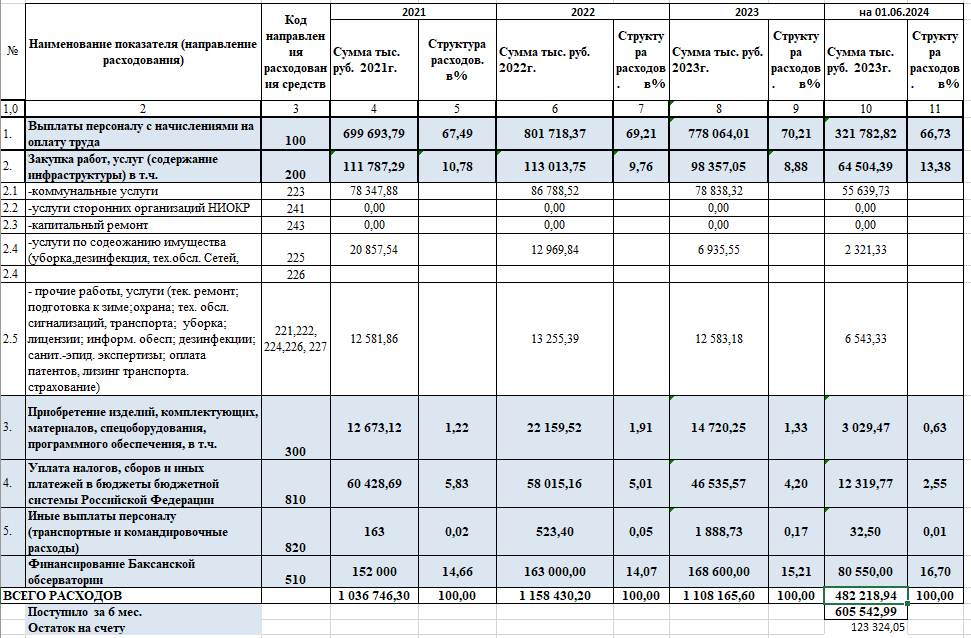 № Наименование показателя (направление расходования) Код направлен ия расходован ия средств 2021 2022 2023 на 01.06.2024
Сумма тыс. руб. 2021г. Структура расходов. в% Сумма тыс. руб. 2022г. Структу ра расходов . в% Сумма тыс. руб. 2023г. Структу ра расходов . в% Сумма тыс. руб. 2023г. Структу ра расходов . в%
1,0 2 3 4 5 6 7 8 9 10 11
1. Выплаты персоналу с начислениями на оплату труда 100 699 693,79 67,49 801 718,37 69,21 778 064,01 70,21 321 782,82 66,73
2. Закупка работ, услуг (содержание инфраструктуры) в т.ч. 200 111 787,29 10,78 113 013,75 9,76 98 357,05 8,88 64 504,39 13,38
2.1 -коммунальные услуги 223 78 347,88 86 788,52 78 838,32 55 639,73
2.2 -услуги сторонних организаций НИОКР 241 0,00 0,00 0,00 0,00
2.3 -капитальный ремонт 243 0,00 0,00 0,00 0,00
2.4 -услуги по содеожанию имущества (уборка,дезинфекция, тех.обсл. Сетей, 225 20 857,54 12 969,84 6 935,55 2 321,33
2.4 226
2.5 - прочие работы, услуги (тек. ремонт; подготовка к зиме;охрана; тех. обсл. сигнализаций, транспорта; уборка; лицензии; информ. обесп; дезинфекции; санит.-эпид. экспертизы; оплата патентов, лизинг транспорта. страхование) 221,222, 224,226, 227 12 581,86 13 255,39 12 583,18 6 543,33
3. Приобретение изделий, комплектующих, материалов, спецоборудования, программного обеспечения, в т.ч. 300 12 673,12 1,22 22 159,52 1,91 14 720,25 1,33 3 029,47 0,63
4. Уплата налогов, сборов и иных платежей в бюджеты бюджетной системы Российской Федерации 810 60 428,69 5,83 58 015,16 5,01 46 535,57 4,20 12 319,77 2,55
5. Иные выплаты персоналу (транспортные и командировочные расходы) 820 163 0,02 523,40 0,05 1 888,73 0,17 32,50 0,01
Финансирование Баксанской обсерватории 510 152 000 14,66 163 000,00 14,07 168 600,00 15,21 80 550,00 16,70
ВСЕГО РАСХОДОВ 1 036 746,30 100,00 1 158 430,20 100,00 1 108 165,60 100,00 482 218,94 100,00
Поступило за 6 мес. 605 542,99
Остаток на счету 123 324,05